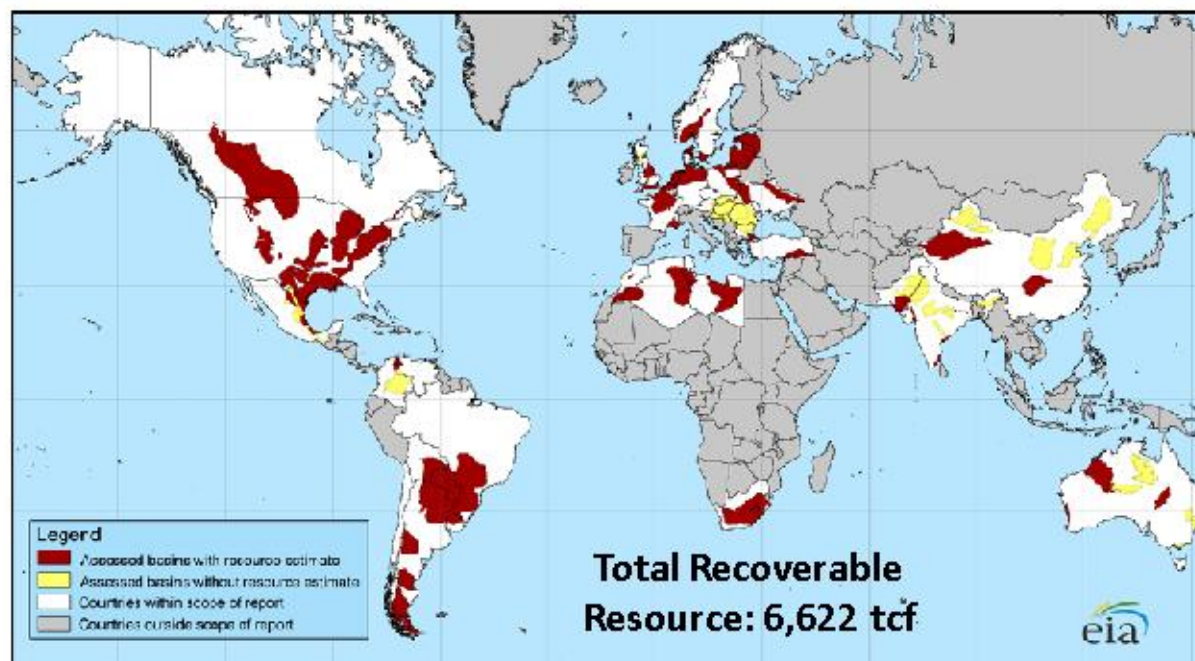 Legend
Assessed basins with resource estimate
Assessed basins without resource estimate
Countries within scope of report
Countries outside scope of report
Total Recoverable
Resource: 6,622 tcf
eia